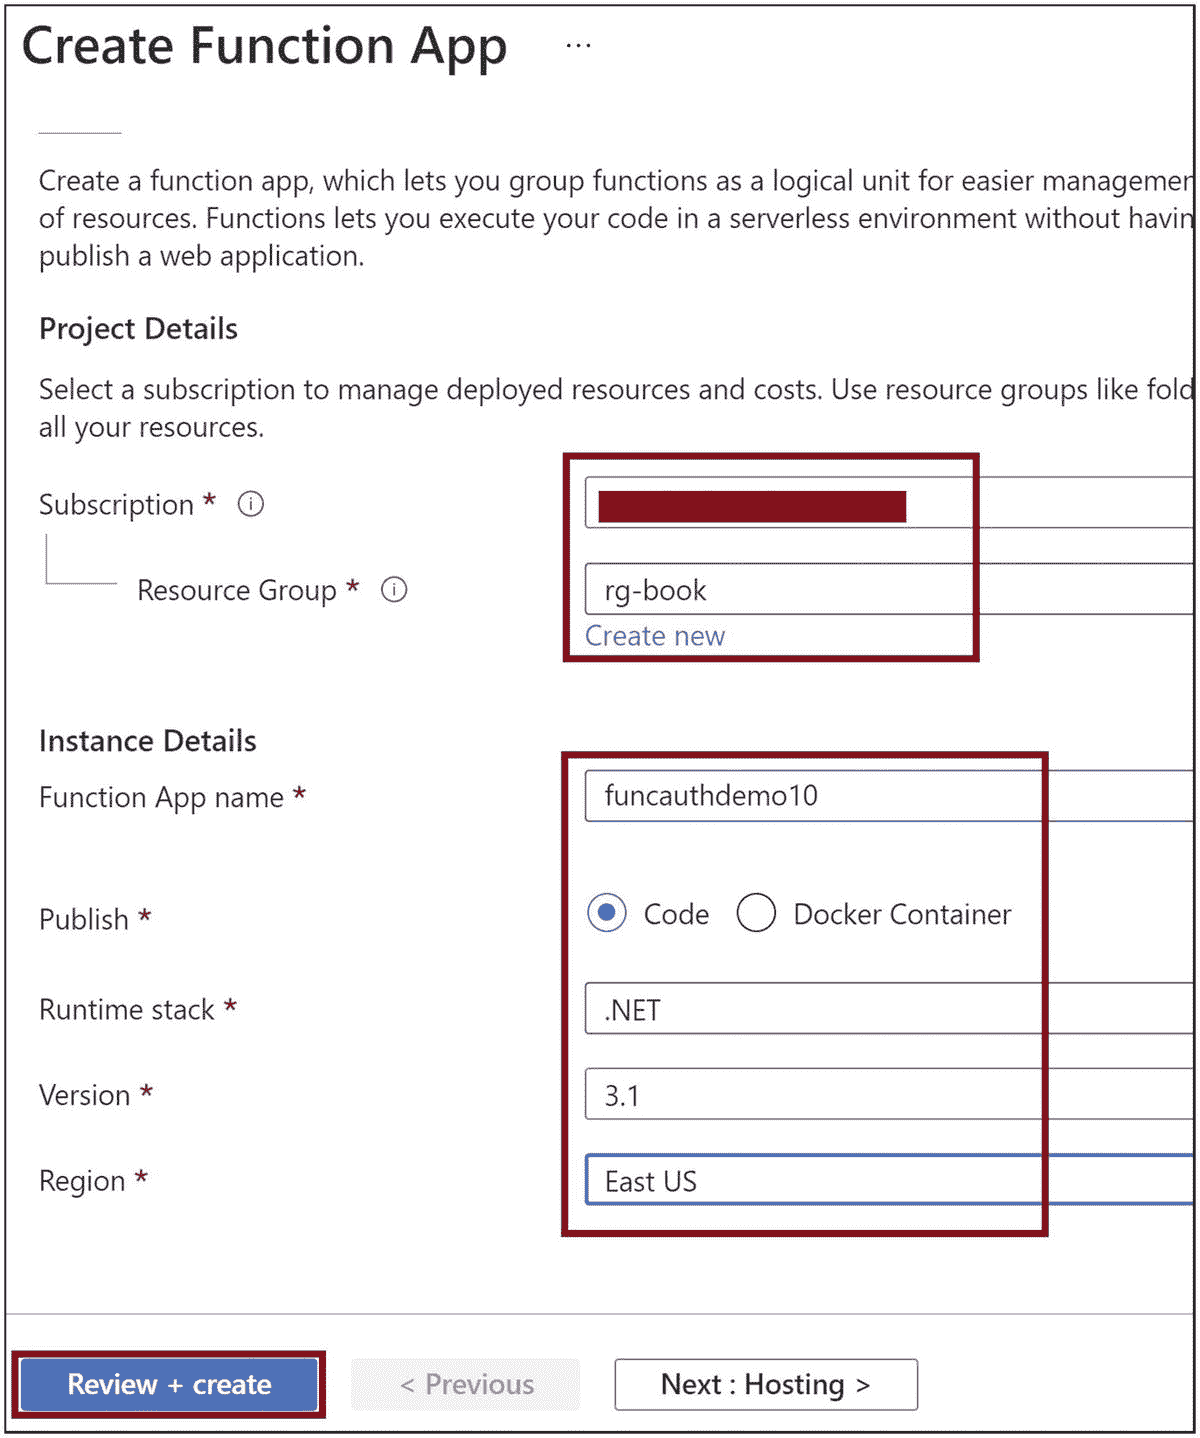 Create Function App ...
Create a function app, which lets you group functions as a logical unit for easier managemen
of resources. Functions lets you execute your code in a serverless environment without havin
publish a web application.
Project Details
Select a subscription to manage deployed resources and costs. Use resource groups like fold
all your resources.
Subscription *
Resource Group * rg-book
Create new
Instance Details
Function App name * funcauthdemo10
Publish * Code Docker Container
Runtime stack * .NET
Version * 3.1
Region * East US
Review + create < Previous Next : Hosting >